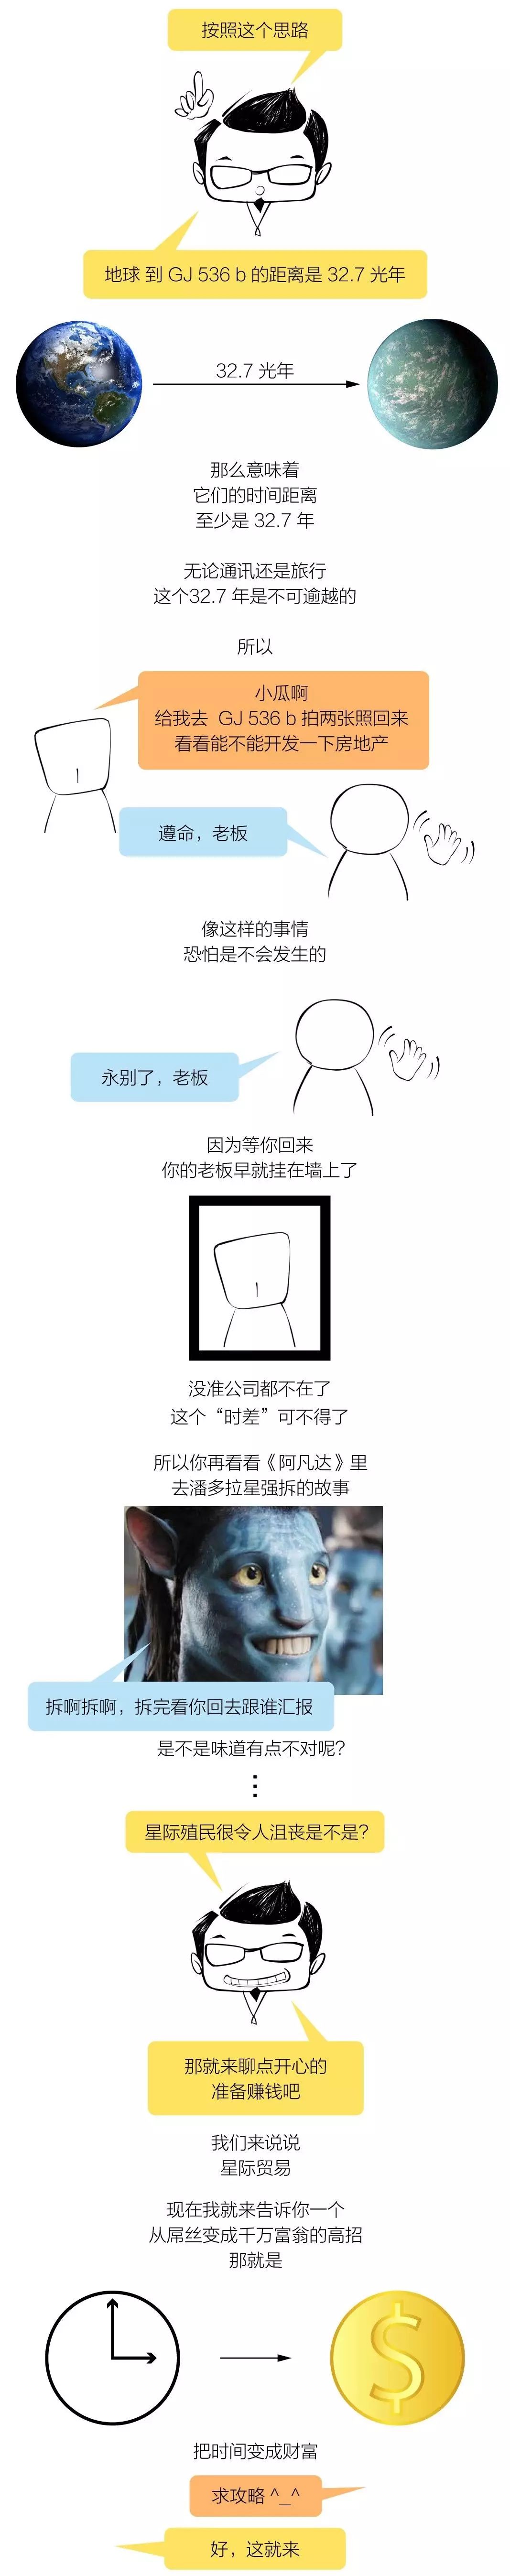 按照这个思路
地球 到 GJ 536 b 的距离是 32.7 光年
32.7 光年
那么意味着
它们的时间距离
至少是 32.7 年
无论通讯还是旅行
这个32.7 年是不可逾越的
所以
小瓜啊
给我去 GJ 536 b 拍两张照回来
看看能不能开发一下房地产
遵命，老板
像这样的事情
恐怕是不会发生的
永别了，老板
因为等你回来
你的老板早就挂在墙上了
没准公司都不在了
这个“时差”可不得了
所以你再看看《阿凡达》里
去潘多拉星强拆的故事
拆啊拆啊，拆完看你回去跟谁汇报
是不是味道有点不对呢？
⋮
星际殖民很令人沮丧是不是？
那就来聊点开心的
准备赚钱吧
我们来说说
星际贸易
现在我就来告诉你一个
从屌丝变成千万富翁的高招
那就是
$
把时间变成财富
求攻略 ^_^
好，这就来